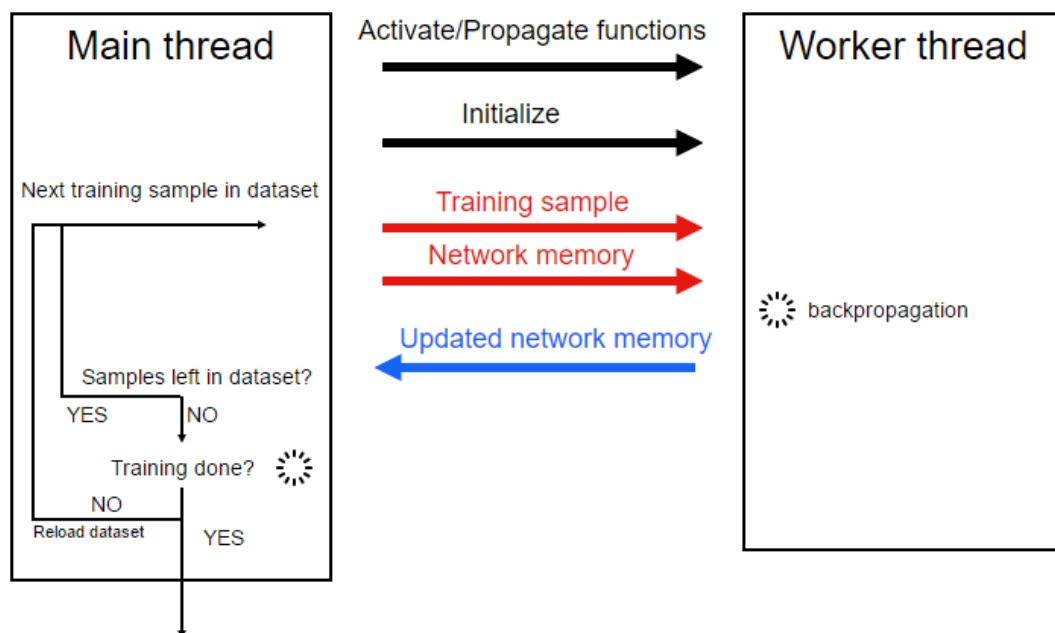 Main thread
Activate/Propagate functions
Worker thread
Initialize
Next training sample in dataset
Training sample
Network memory
backpropagation
Updated network memory
Samples left in dataset?
YES
NO
Training done?
NO
Reload dataset
YES